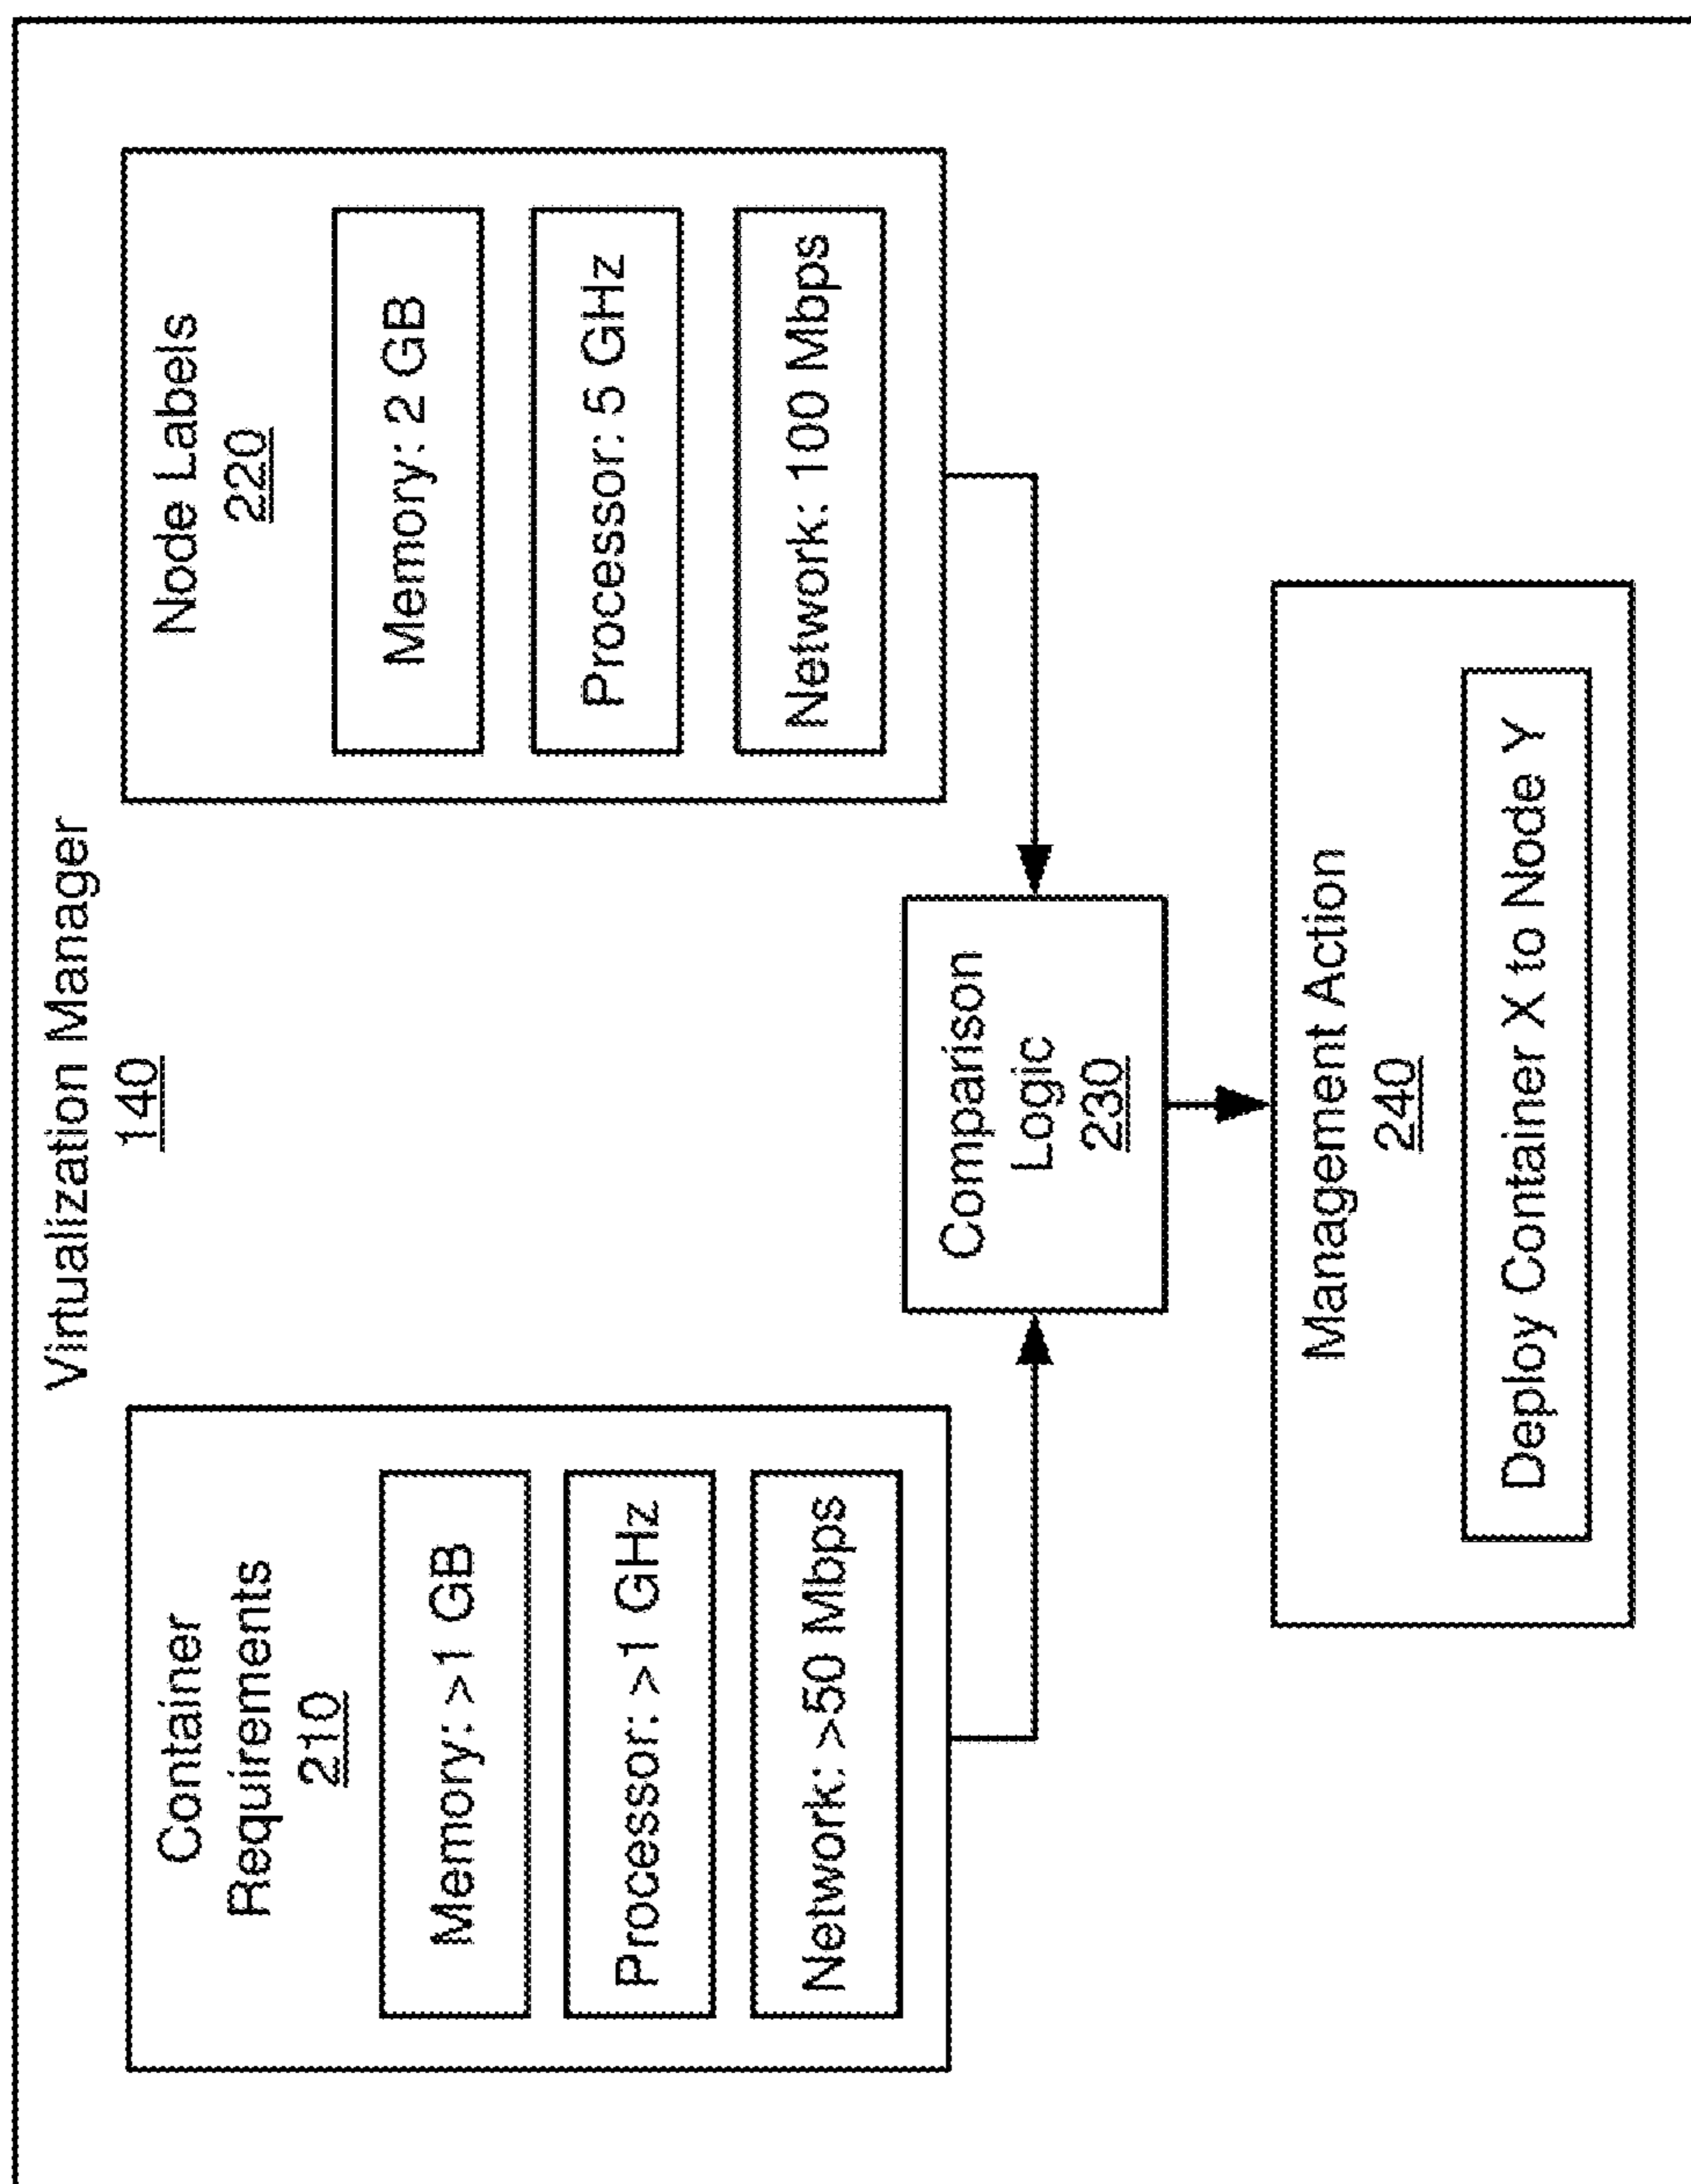 Virtualization Manager
140
Container
Requirements
210
Memory: >1 GB
Processor: >1 GHz
Network: >50 Mbps
Node Labels
220
Memory: 2 GB
Processor: 5 GHz
Network: 100 Mbps
Comparison
Logic
230
Management Action
240
Deploy Container X to Node Y